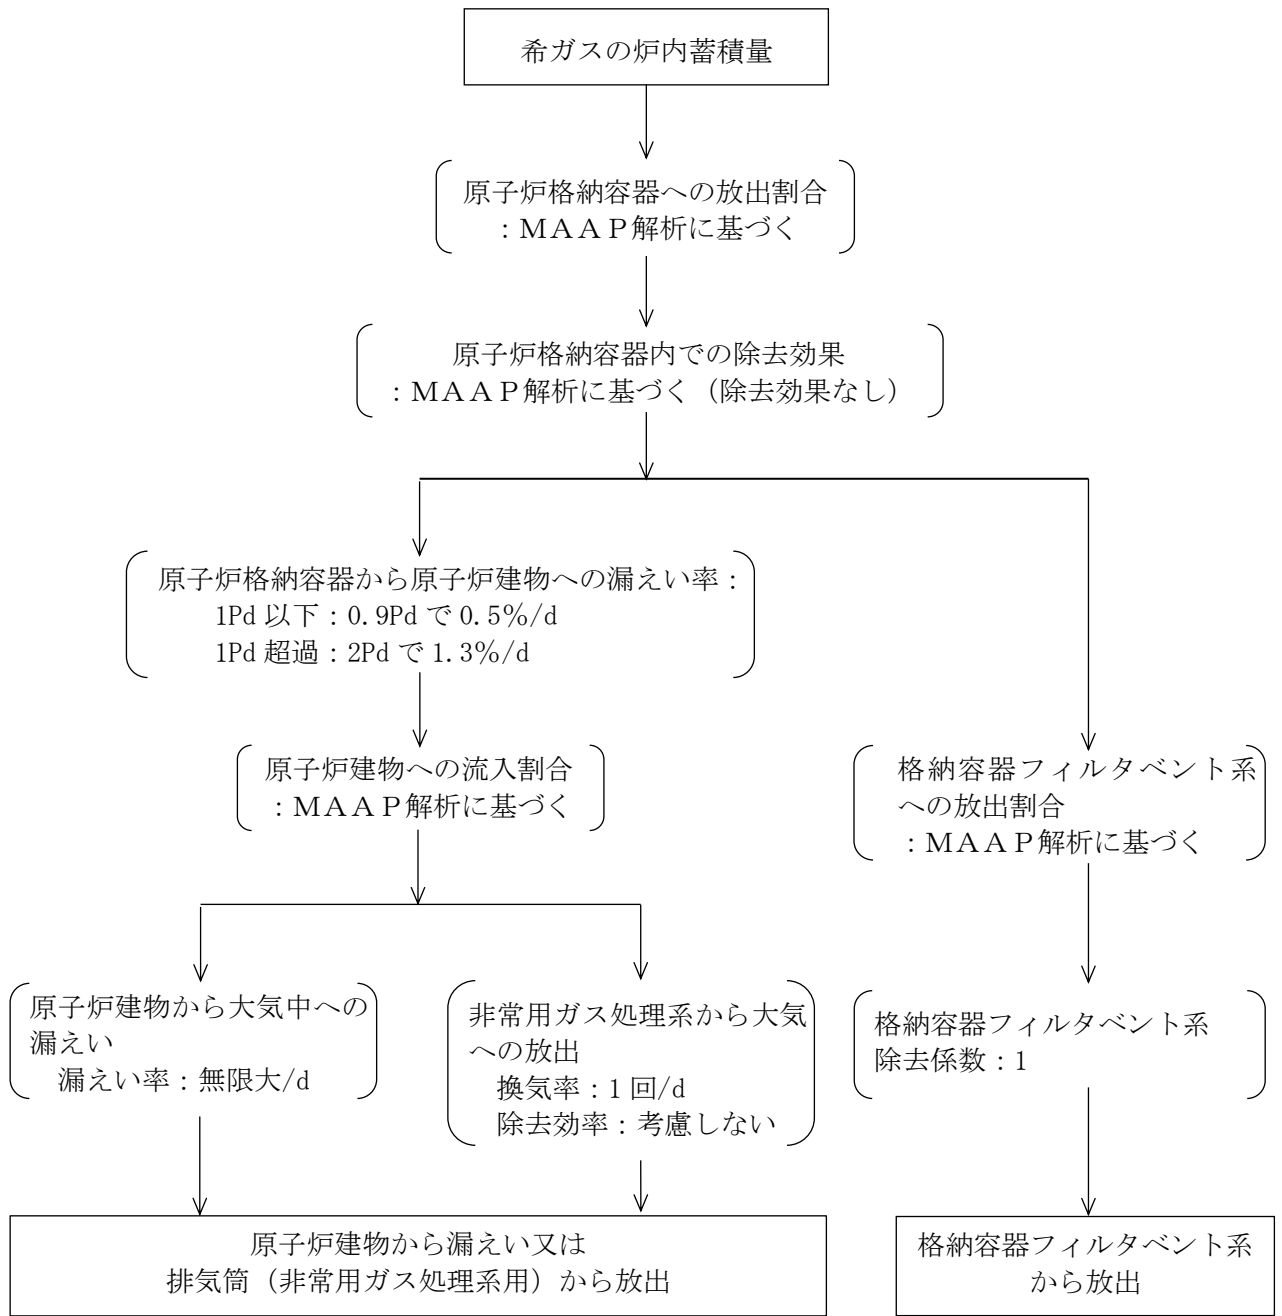 希ガスの炉内蓄積量
原子炉格納容器への放出割合
：ＭＡＡＰ解析に基づく
原子炉格納容器内での除去効果
：ＭＡＡＰ解析に基づく（除去効果なし）
原子炉格納容器から原子炉建物への漏えい率：
1Pd 以下：0.9Pd で 0.5%/d
1Pd 超過：2Pd で 1.3%/d
原子炉建物への流入割合
：ＭＡＡＰ解析に基づく
格納容器フィルタベント系
への放出割合
：ＭＡＡＰ解析に基づく
原子炉建物から大気中への
漏えい
漏えい率：無限大/d
非常用ガス処理系から大気
への放出
換気率：1 回/d
除去効率：考慮しない
格納容器フィルタベント系
除去係数：1
原子炉建物から漏えい又は
排気筒（非常用ガス処理系用）から放出
格納容器フィルタベント系
から放出